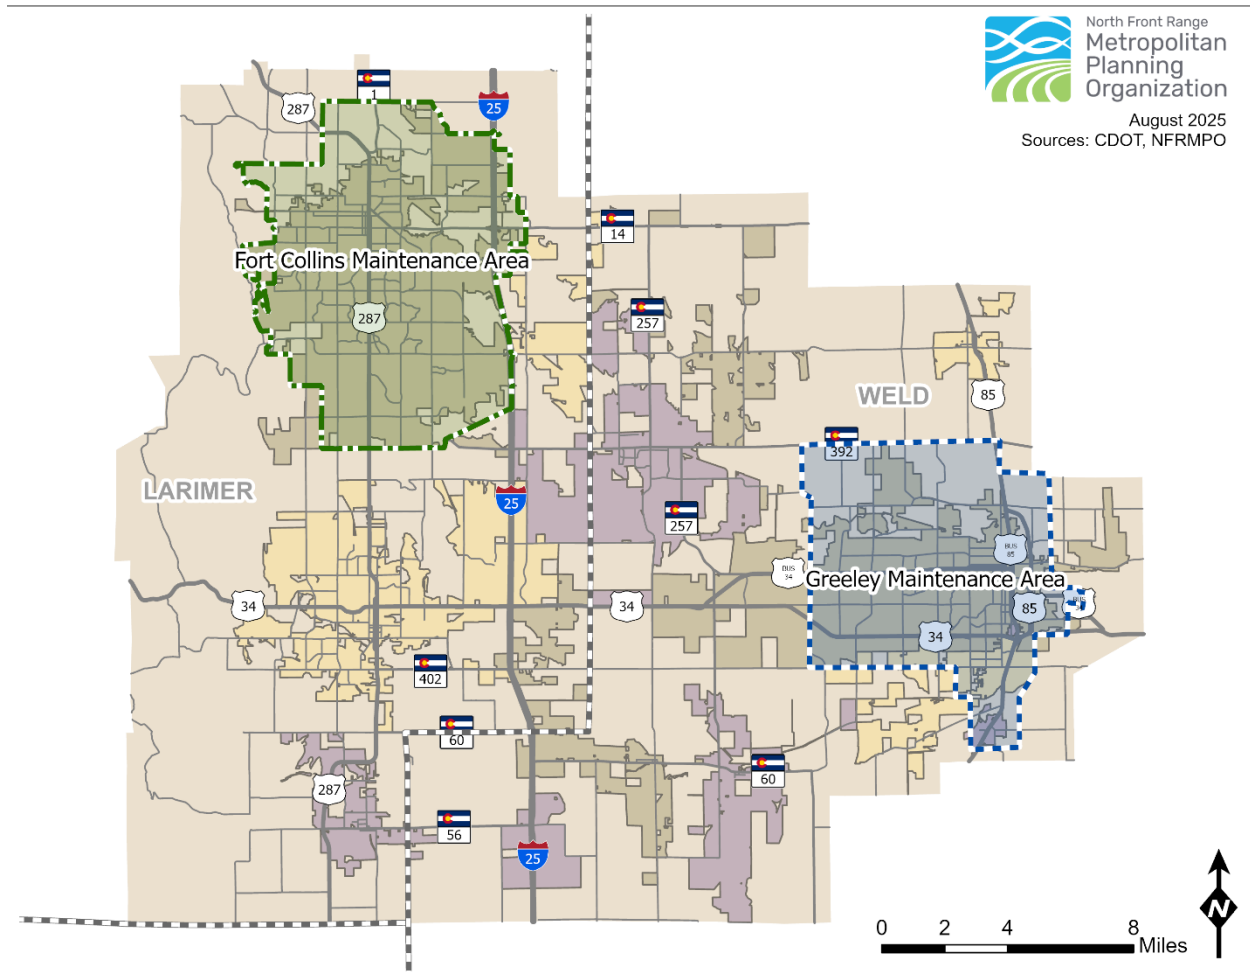 North Front Range
Metropolitan
Planning
Organization
August 2025
Sources: CDOT, NFRMPO
287
1
25
14
Fort Collins Maintenance Area
287
257
WELD
85
392
LARIMER
25
257
BUS
85
BUS
34
Greeley Maintenance Area
34
34
85
BUS
34
402
60
60
287
56
25
N
0 2 4 8
Miles